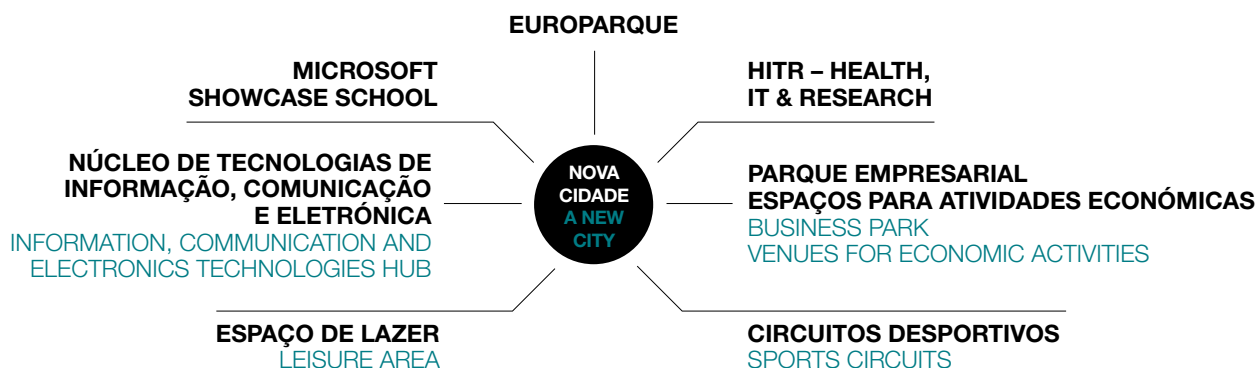 EUROPARQUE
MICROSOFT
SHOWCASE SCHOOL
HITR – HEALTH,
IT & RESEARCH
NÚCLEO DE TECNOLOGIAS DE
INFORMAÇÃO, COMUNICAÇÃO
E ELETRÓNICA
INFORMATION, COMMUNICATION AND
ELECTRONICS TECHNOLOGIES HUB
NOVA
CIDADE
A NEW
CITY
PARQUE EMPRESARIAL
ESPAÇOS PARA ATIVIDADES ECONÓMICAS
BUSINESS PARK
VENUES FOR ECONOMIC ACTIVITIES
ESPAÇO DE LAZER
LEISURE AREA
CIRCUITOS DESPORTIVOS
SPORTS CIRCUITS